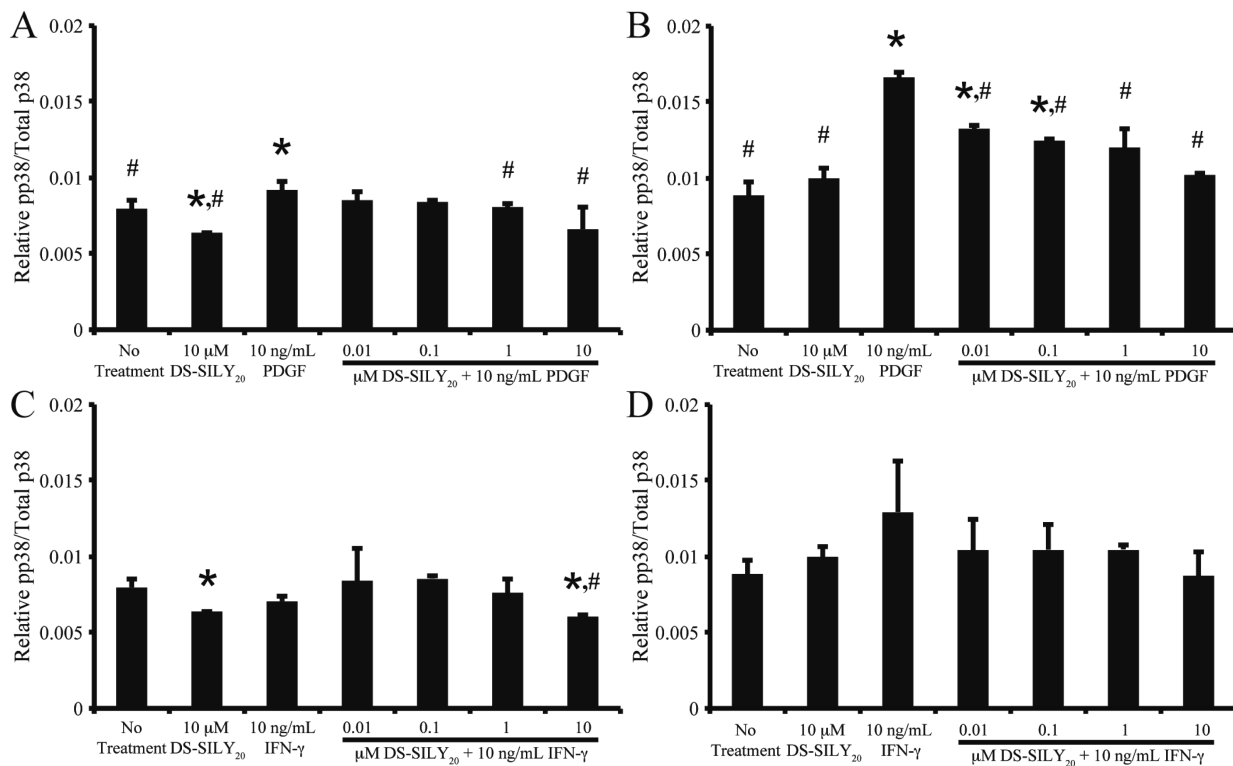 A
Relative pp38/Total p38
0.02
0.015
0.01
0.005
0
# *,# * # #
No Treatment
10 μM DS-SILY₂₀
10 ng/mL PDGF
0.01 0.1 1 10
μM DS-SILY₂₀ + 10 ng/mL PDGF
B
Relative pp38/Total p38
0.02
0.015
0.01
0.005
0
# # * *,# *,# # #
No Treatment
10 μM DS-SILY₂₀
10 ng/mL PDGF
0.01 0.1 1 10
μM DS-SILY₂₀ + 10 ng/mL PDGF
C
Relative pp38/Total p38
0.02
0.015
0.01
0.005
0
* *,#
No Treatment
10 μM DS-SILY₂₀
10 ng/mL IFN-γ
0.01 0.1 1 10
μM DS-SILY₂₀ + 10 ng/mL IFN-γ
D
Relative pp38/Total p38
0.02
0.015
0.01
0.005
0
No Treatment
10 μM DS-SILY₂₀
10 ng/mL IFN-γ
0.01 0.1 1 10
μM DS-SILY₂₀ + 10 ng/mL IFN-γ